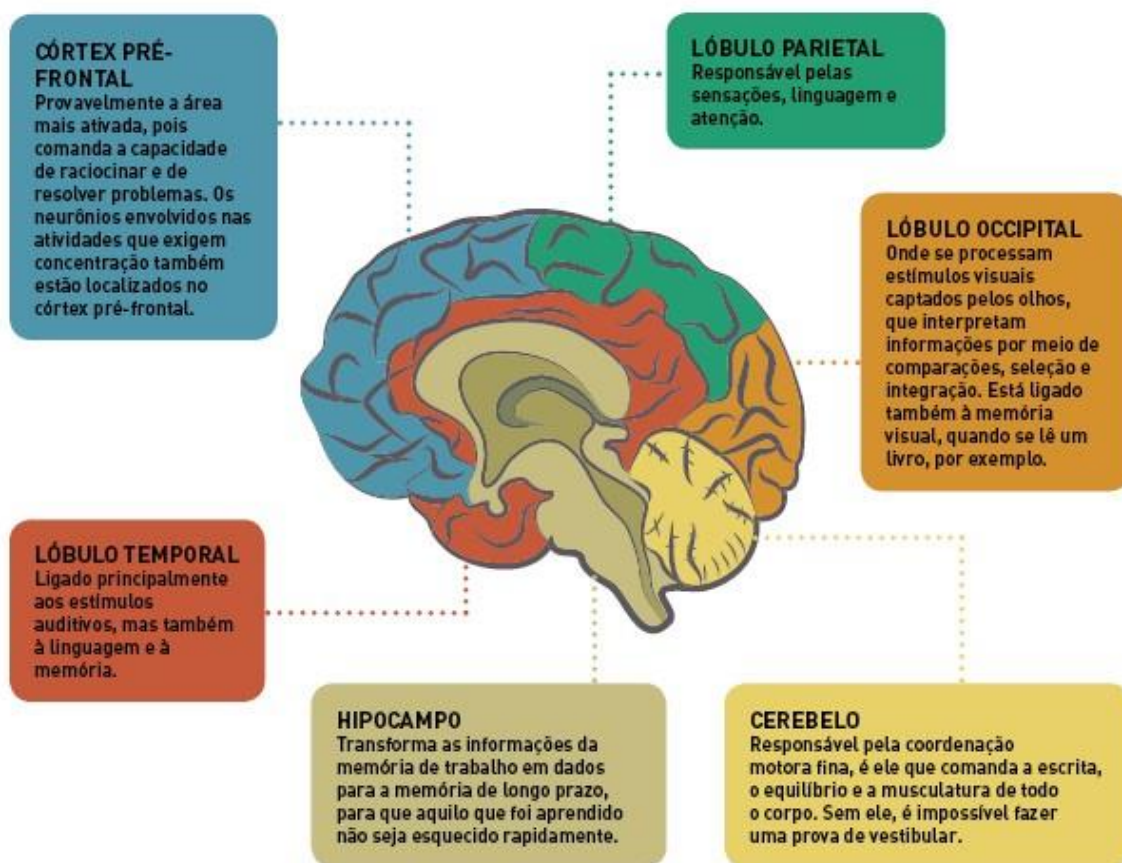 CÓRTEX PRÉ-
FRONTAL
Provavelmente a área
mais ativada, pois
comanda a capacidade
de raciocinar e de
resolver problemas. Os
neurônios envolvidos nas
atividades que exigem
concentração também
estão localizados no
córtex pré-frontal.
LÓBULO PARIETAL
Responsável pelas
sensações, linguagem e
atenção.
LÓBULO OCCIPITAL
Onde se processam
estímulos visuais
captados pelos olhos,
que interpretam
informações por meio de
comparações, seleção e
integração. Está ligado
também à memória
visual, quando se lê um
livro, por exemplo.
LÓBULO TEMPORAL
Ligado principalmente
aos estímulos
auditivos, mas também
à linguagem e à
memória.
HIPOCAMPO
Transforma as informações da
memória de trabalho em dados
para a memória de longo prazo,
para que aquilo que foi aprendido
não seja esquecido rapidamente.
CEREBELO
Responsável pela coordenação
motora fina, é ele que comanda a escrita,
o equilíbrio e a musculatura de todo
o corpo. Sem ele, é impossível fazer
uma prova de vestibular.